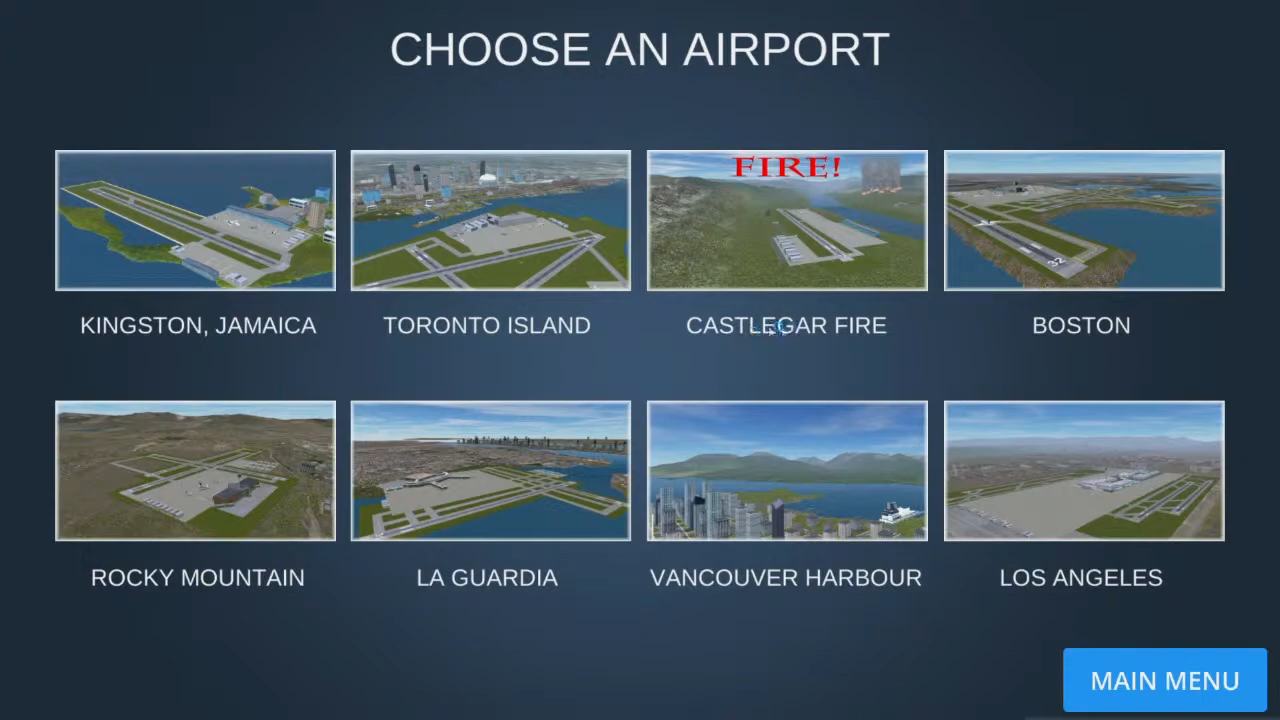 CHOOSE AN AIRPORT
FIRE!
32
KINGSTON, JAMAICA
TORONTO ISLAND
CASTLEGAR FIRE
BOSTON
ROCKY MOUNTAIN
LA GUARDIA
VANCOUVER HARBOUR
LOS ANGELES
MAIN MENU